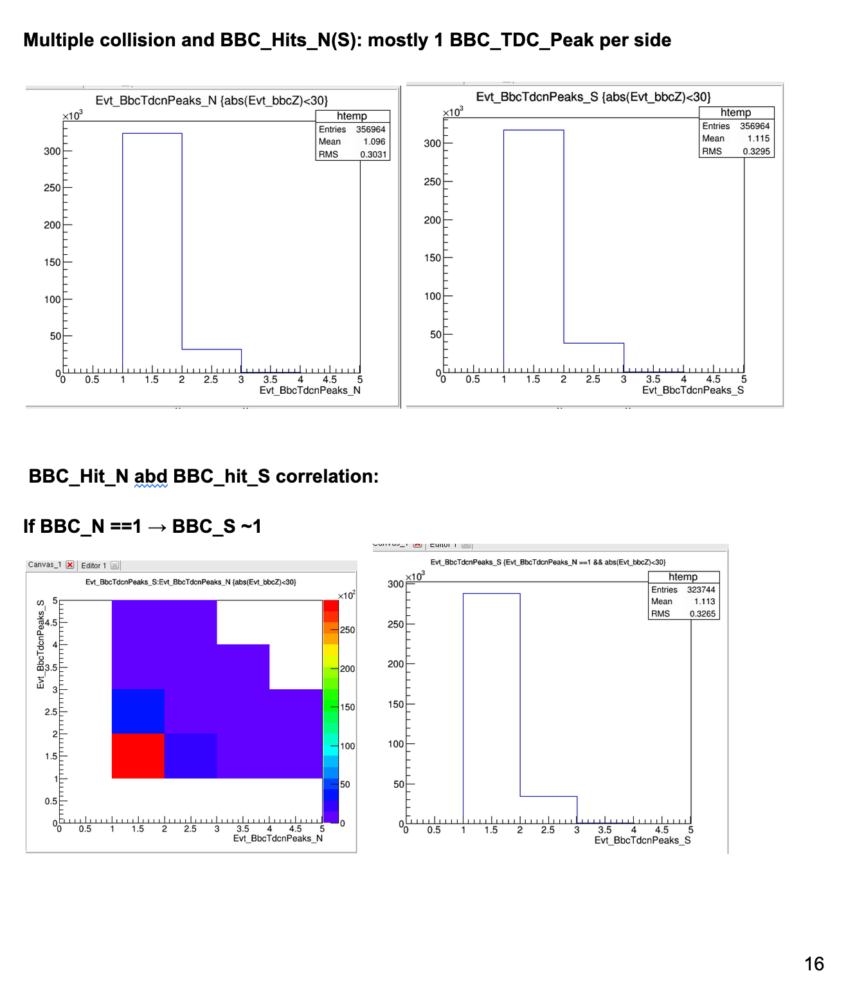 Multiple collision and BBC_Hits_N(S): mostly 1 BBC_TDC_Peak per side
Evt_BbcTdcnPeaks_N {abs(Evt_bbcZ)<30}
×10³
htemp
Entries 356964
Mean 1.096
RMS 0.3031
300
250
200
150
100
50
0
0 0.5 1 1.5 2 2.5 3 3.5 4 4.5 5
Evt_BbcTdcnPeaks_N
Evt_BbcTdcnPeaks_S {abs(Evt_bbcZ)<30}
×10³
htemp
Entries 356964
Mean 1.115
RMS 0.3295
300
250
200
150
100
50
0
0 0.5 1 1.5 2 2.5 3 3.5 4 4.5 5
Evt_BbcTdcnPeaks_S
BBC_Hit_N abd BBC_hit_S correlation:
If BBC_N ==1 → BBC_S ~1
Canvas_1 Editor 1
Evt_BbcTdcnPeaks_S:Evt_BbcTdcnPeaks_N {abs(Evt_bbcZ)<30}
×10³
Evt_BbcTdcnPeaks_S
5
4.5
4
3.5
3
2.5
2
1.5
1
0.5
0
0 0.5 1 1.5 2 2.5 3 3.5 4 4.5 5
Evt_BbcTdcnPeaks_N
250
200
150
100
50
0
Canvas_1 Editor 1
Evt_BbcTdcnPeaks_S {Evt_BbcTdcnPeaks_N ==1 && abs(Evt_bbcZ)<30}
×10³
htemp
Entries 323744
Mean 1.113
RMS 0.3265
300
250
200
150
100
50
0
0 0.5 1 1.5 2 2.5 3 3.5 4 4.5 5
Evt_BbcTdcnPeaks_S
16